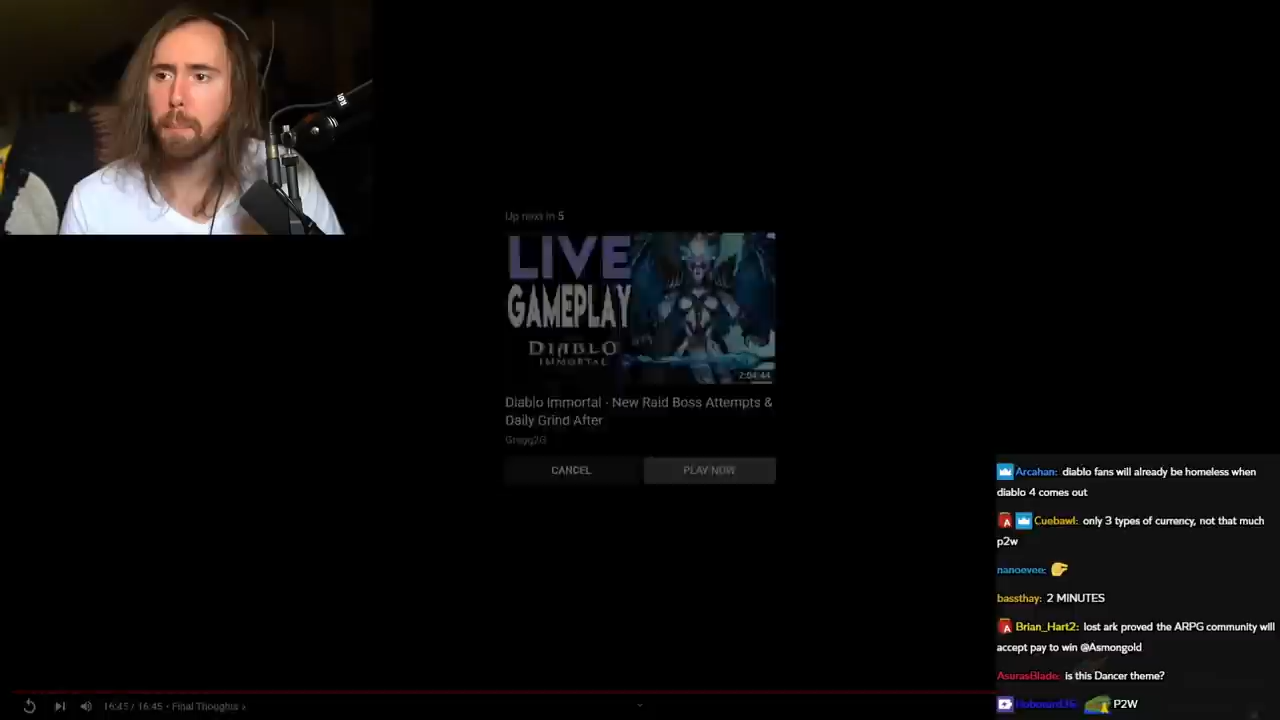 Up next in 5
LIVE
GAMEPLAY
DIABLO
IMMORTAL
2:04:44
Diablo Immortal - New Raid Boss Attempts &
Daily Grind After
Gregg2G
CANCEL
PLAY NOW
Arcahan: diablo fans will already be homeless when
diablo 4 comes out
Cuebawl: only 3 types of currency, not that much
p2w
nanoevee:
bassthay: 2 MINUTES
Brian_Hart2: lost ark proved the ARPG community will
accept pay to win @Asmongold
AsurasBlade: is this Dancer theme?
P2W
16:45 / 16:45 • Final Thoughts ›